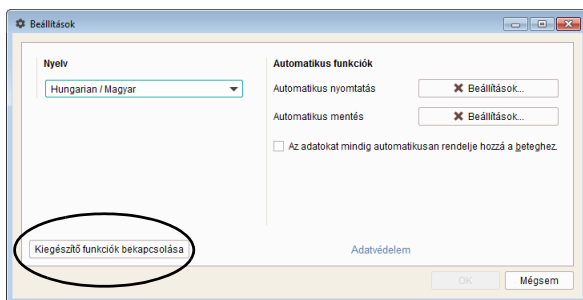 Beállítások
Nyelv
Hungarian / Magyar
Automatikus funkciók
Automatikus nyomtatás
Beállítások...
Automatikus mentés
Beállítások...
Az adatokat mindig automatikusan rendelje hozzá a beteghez.
Kiegészítő funkciók bekapcsolása
Adatvédelem
OK
Mégsem